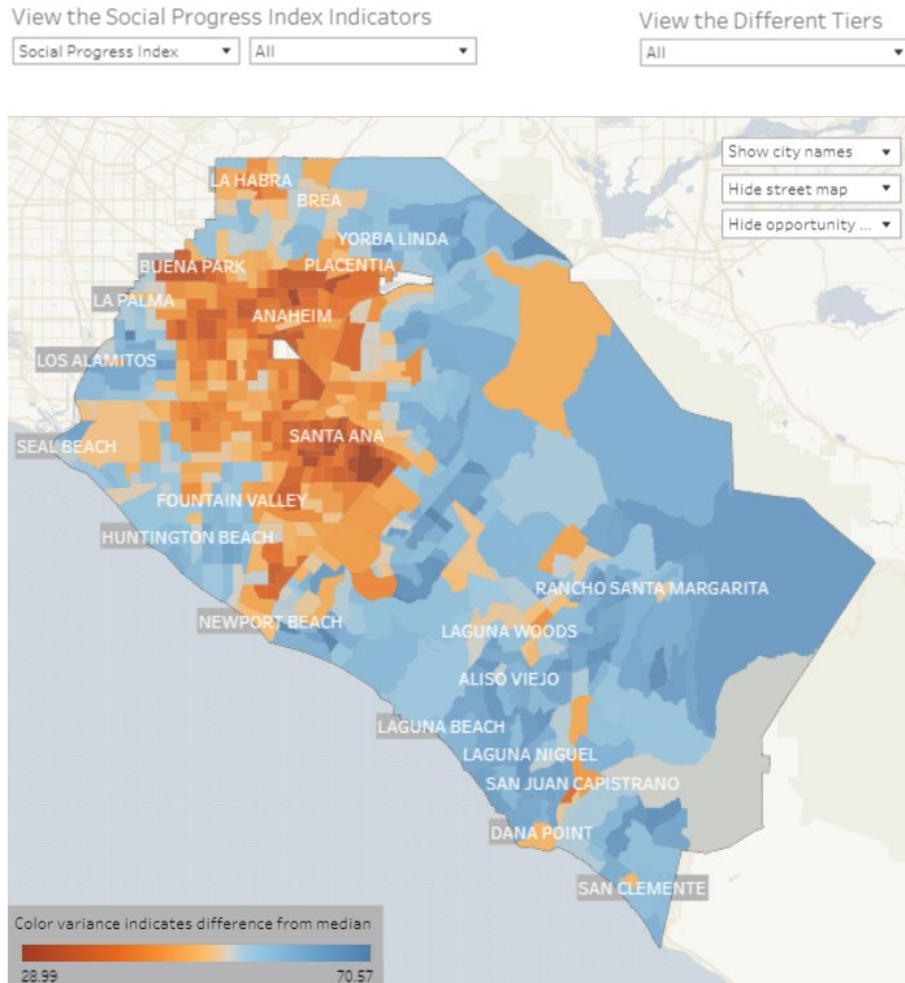 View the Social Progress Index Indicators
View the Different Tiers
Social Progress Index
All
All
Show city names
Hide street map
Hide opportunity ...
LA HABRA
BREA
YORBA LINDA
BUENA PARK
PLACENTIA
LA PALMA
ANAHEIM
LOS ALAMITOS
SANTA ANA
SEAL BEACH
FOUNTAIN VALLEY
HUNTINGTON BEACH
RANCHO SANTA MARGARITA
NEWPORT BEACH
LAGUNA WOODS
ALISO VIEJO
LAGUNA BEACH
LAGUNA NIGUEL
SAN JUAN CAPISTRANO
DANA POINT
SAN CLEMENTE
Color variance indicates difference from median
28.99
70.57